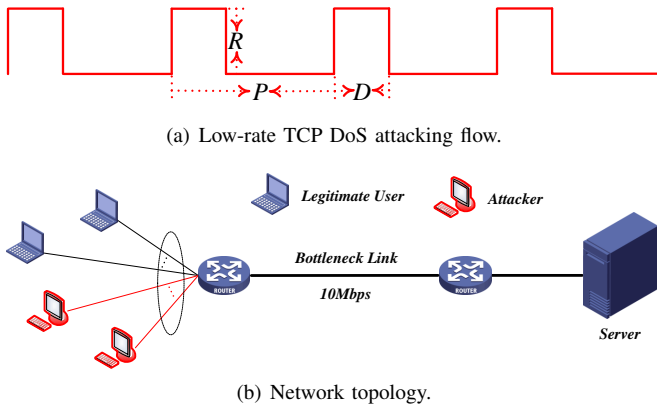 R
P
D
(a) Low-rate TCP DoS attacking flow.
Legitimate User
Attacker
Bottleneck Link
10Mbps
ROUTER
ROUTER
Server
(b) Network topology.